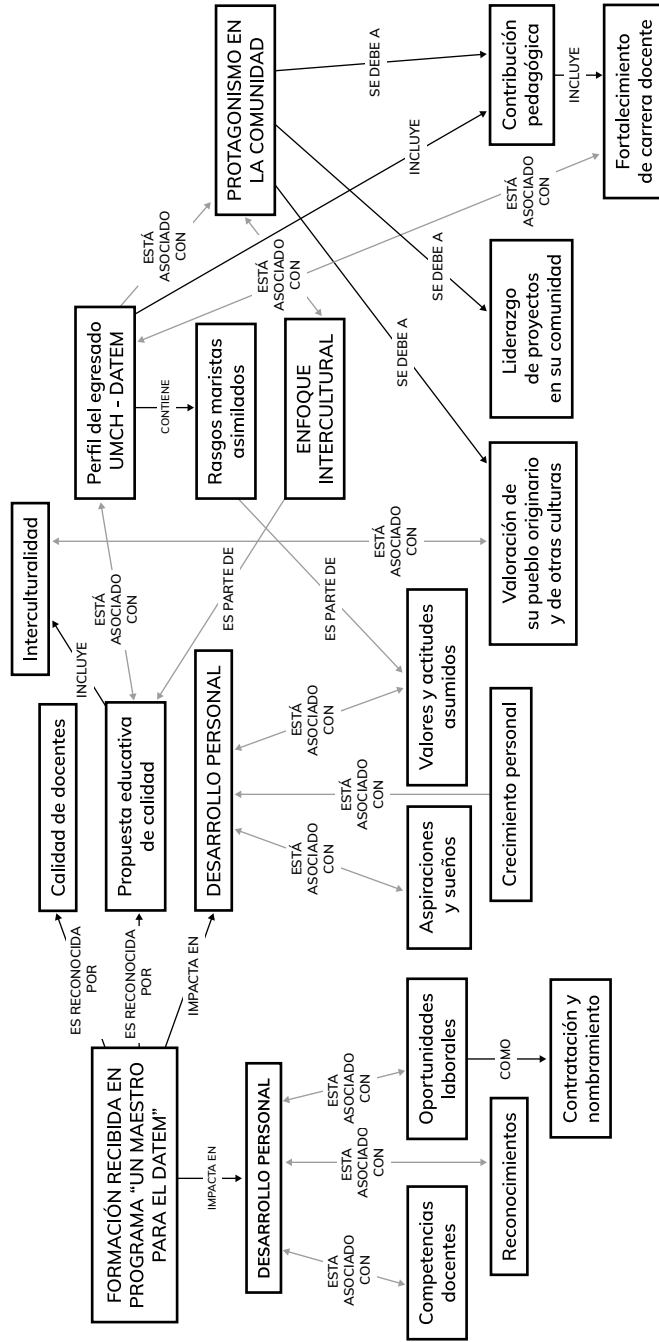 FORMACIÓN RECIBIDA EN
PROGRAMA “UN MAESTRO
PARA EL DATEM”
ES RECONOCIDA
POR
ES RECONOCIDA
POR
IMPACTA EN
IMPACTA EN
Calidad de docentes
Propuesta educativa
de calidad
DESARROLLO PERSONAL
INCLUYE
Interculturalidad
ESTÁ
ASOCIADO
CON
Perfil del egresado
UMCH - DATEM
CONTIENE
Rasgos maristas
asimilados
ENFOQUE
INTERCULTURAL
ES PARTE DE
ES PARTE DE
ESTÁ
ASOCIADO
CON
ESTÁ
ASOCIADO
CON
PROTAGONISMO EN
LA COMUNIDAD
SE DEBE A
SE DEBE A
SE DEBE A
INCLUYE
ESTÁ
ASOCIADO
CON
ESTÁ
ASOCIADO
CON
DESARROLLO PERSONAL
ESTA
ASOCIADO
CON
ESTA
ASOCIADO
CON
ESTA
ASOCIADO
CON
Competencias
docentes
Reconocimientos
Oportunidades
laborales
COMO
Contratación y
nombramiento
ESTÁ
ASOCIADO
CON
ESTÁ
ASOCIADO
CON
ESTÁ
ASOCIADO
CON
Aspiraciones
y sueños
Crecimiento personal
Valores y actitudes
asumidos
Valoración de
su pueblo originario
y de otras culturas
Liderazgo
de proyectos
en su comunidad
Contribución
pedagógica
INCLUYE
Fortalecimiento
de carrera docente